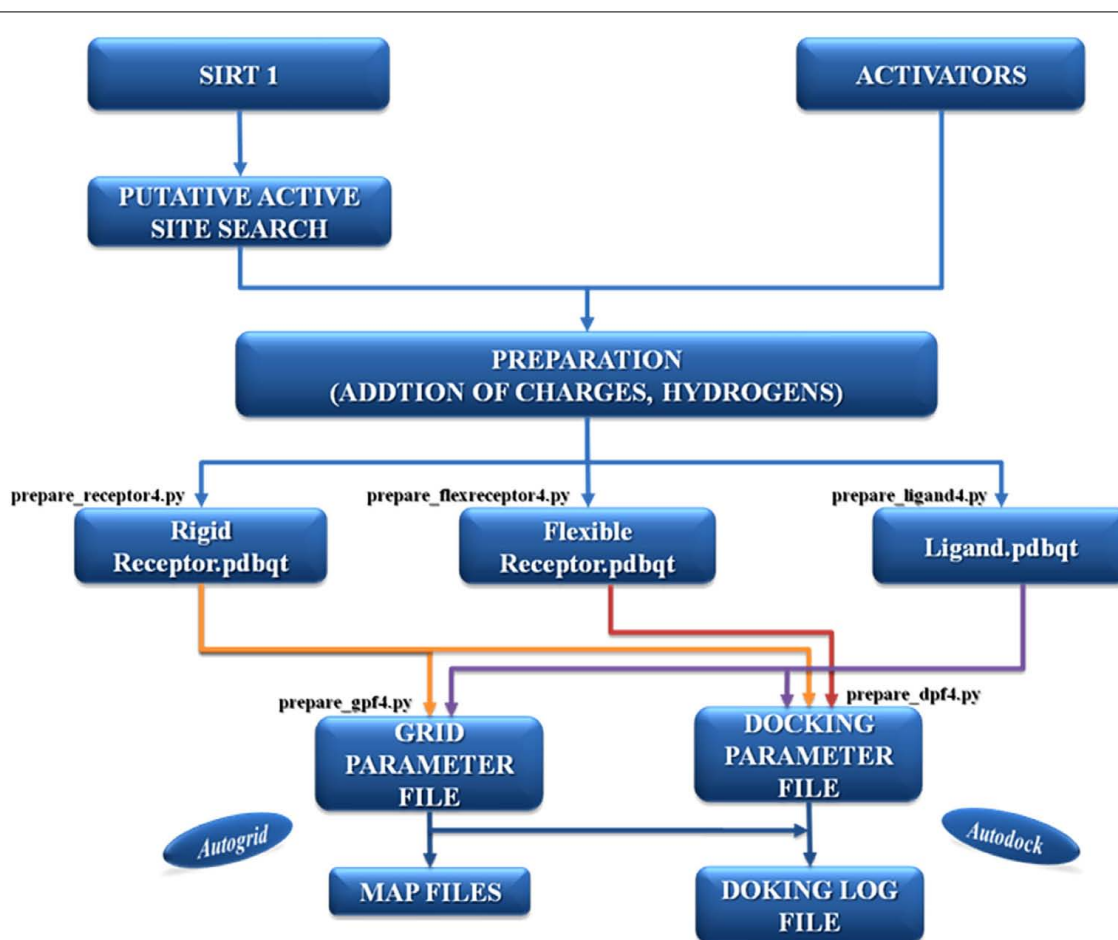 SIRT 1
ACTIVATORS
PUTATIVE ACTIVE
SITE SEARCH
PREPARATION
(ADDTION OF CHARGES, HYDROGENS)
prepare_receptor4.py
prepare_flexreceptor4.py
prepare_ligand4.py
Rigid
Receptor.pdbqt
Flexible
Receptor.pdbqt
Ligand.pdbqt
prepare_gpf4.py
prepare_dpf4.py
GRID
PARAMETER
FILE
DOCKING
PARAMETER
FILE
Autogrid
Autodock
MAP FILES
DOKING LOG
FILE